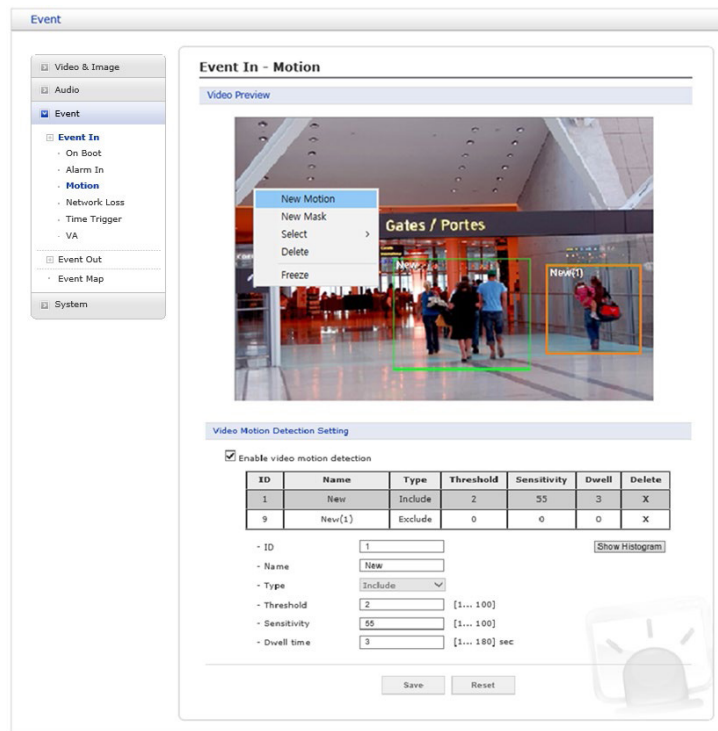 Event
Video & Image
Audio
Event
Event In
On Boot
Alarm In
Motion
Network Loss
Time Trigger
VA
Event Out
Event Map
System
Event In - Motion
Video Preview
New Motion
New Mask
Select >
Delete
Freeze
Gates / Portes
New
New(1)
Video Motion Detection Setting
Enable video motion detection
ID Name Type Threshold Sensitivity Dwell Delete
1 New Include 2 55 3 X
9 New(1) Exclude 0 0 0 X
- ID 1 Show Histogram
- Name New
- Type Include
- Threshold 2 [1... 100]
- Sensitivity 55 [1... 100]
- Dwell time 3 [1... 180] sec
Save Reset